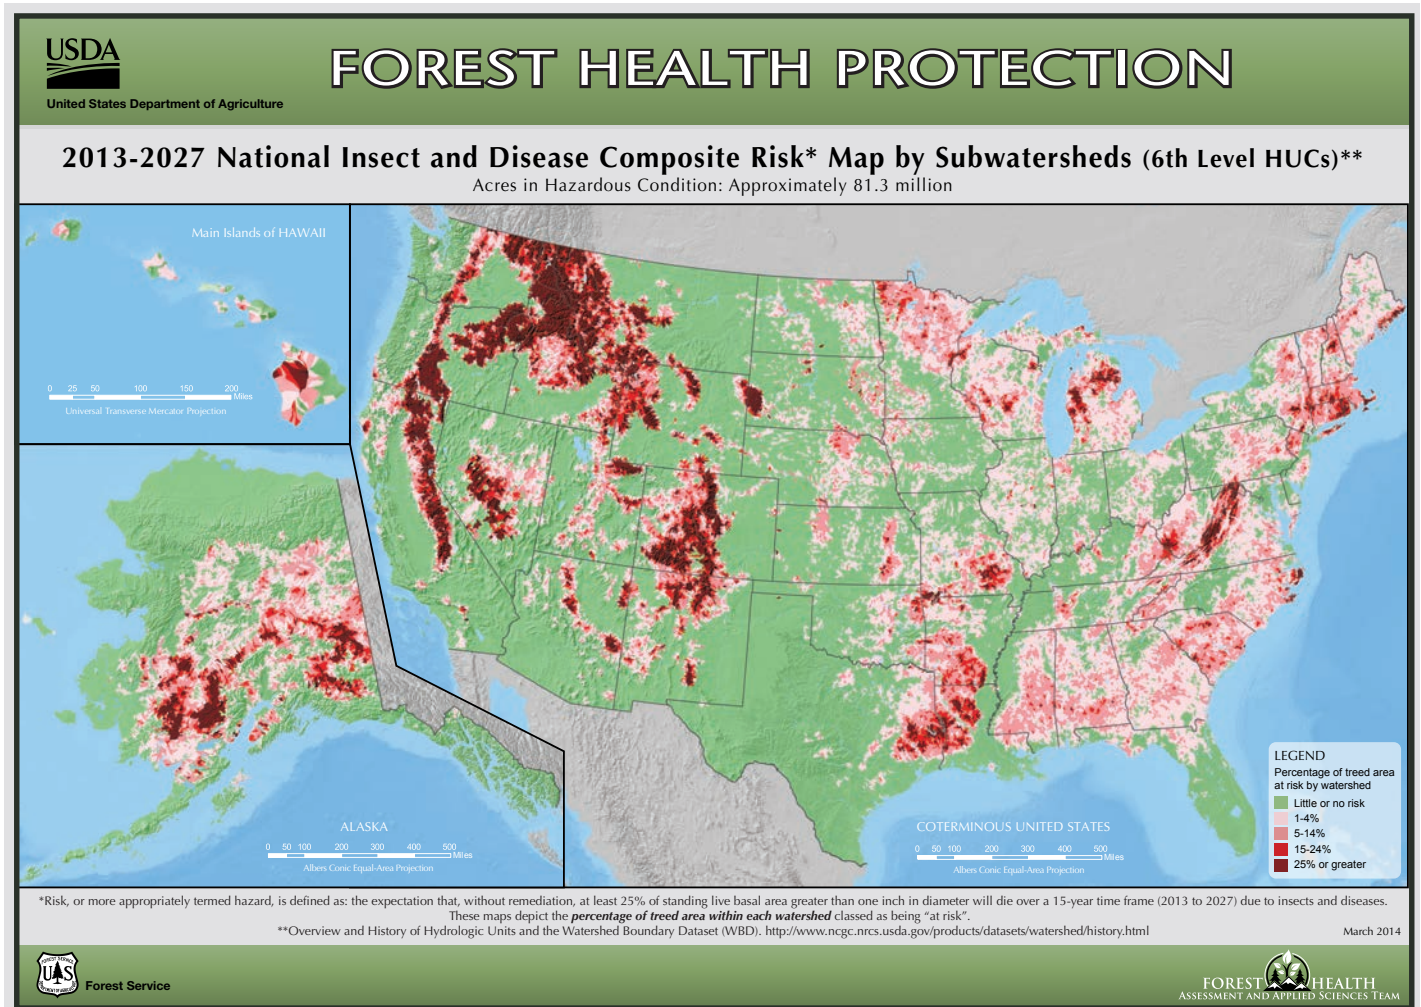 USDA
United States Department of Agriculture
FOREST HEALTH PROTECTION
2013-2027 National Insect and Disease Composite Risk* Map by Subwatersheds (6th Level HUCs)**
Acres in Hazardous Condition: Approximately 81.3 million
Main Islands of HAWAII
0 25 50 100 150 200
Miles
Universal Transverse Mercator Projection
ALASKA
0 50 100 200 300 400 500
Miles
Albers Conic Equal-Area Projection
COTERMINOUS UNITED STATES
0 50 100 200 300 400 500
Miles
Albers Conic Equal-Area Projection
LEGEND
Percentage of treed area
at risk by watershed
Little or no risk
1-4%
5-14%
15-24%
25% or greater
*Risk, or more appropriately termed hazard, is defined as: the expectation that, without remediation, at least 25% of standing live basal area greater than one inch in diameter will die over a 15-year time frame (2013 to 2027) due to insects and diseases.
These maps depict the percentage of treed area within each watershed classed as being “at risk”.
**Overview and History of Hydrologic Units and the Watershed Boundary Dataset (WBD). http://www.ncgc.nrcs.usda.gov/products/datasets/watershed/history.html
March 2014
FOREST SERVICE
U S
DEPARTMENT OF AGRICULTURE
Forest Service
FOREST HEALTH
ASSESSMENT AND APPLIED SCIENCES TEAM